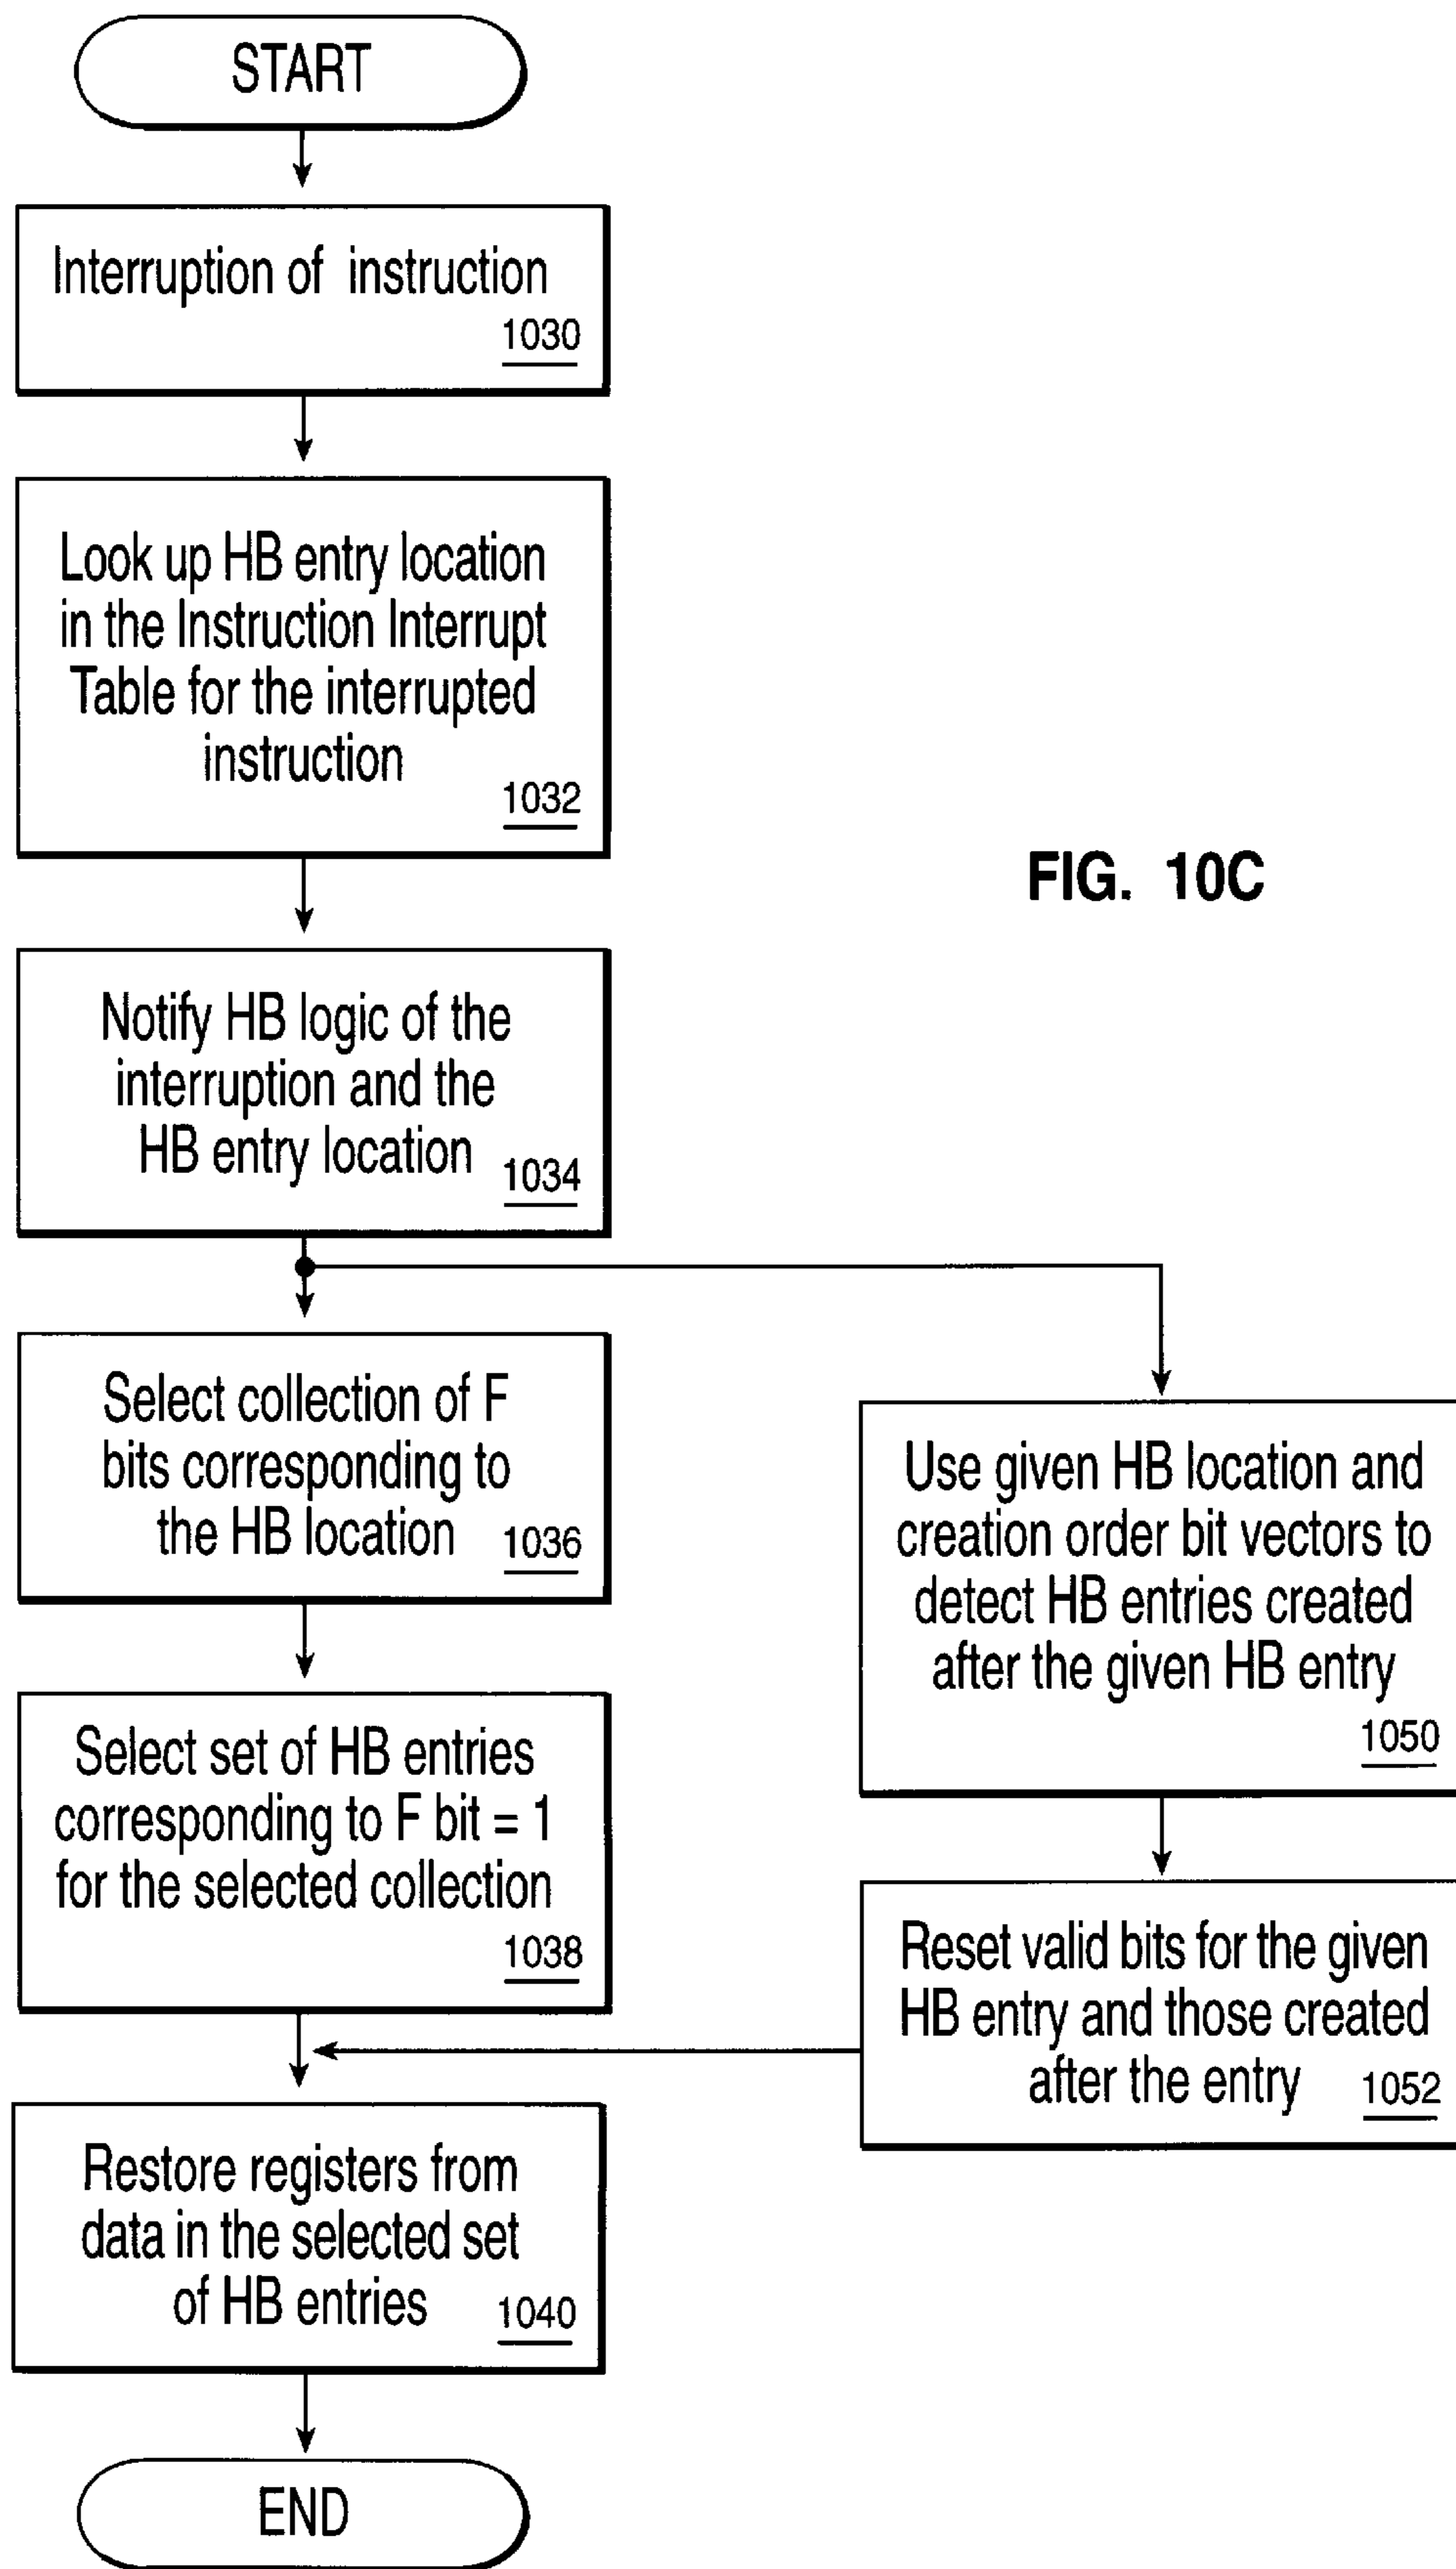 START
Interruption of instruction
1030
Look up HB entry location
in the Instruction Interrupt
Table for the interrupted
instruction
1032
FIG. 10C
Notify HB logic of the
interruption and the
HB entry location
1034
Select collection of F
bits corresponding to
the HB location
1036
Use given HB location and
creation order bit vectors to
detect HB entries created
after the given HB entry
1050
Select set of HB entries
corresponding to F bit = 1
for the selected collection
1038
Reset valid bits for the given
HB entry and those created
after the entry
1052
Restore registers from
data in the selected set
of HB entries
1040
END